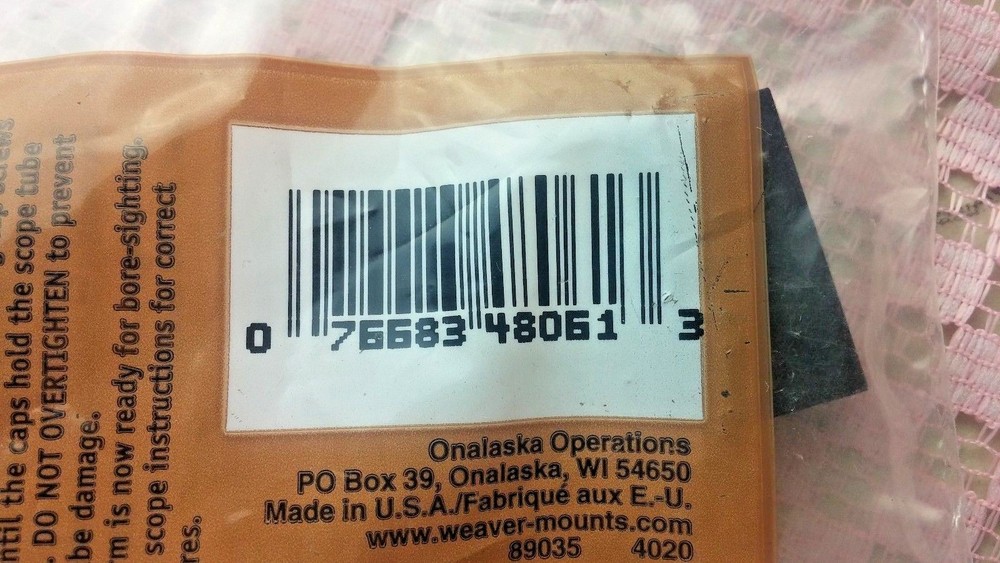 until the caps hold the scope tube
. DO NOT OVERTIGHTEN to prevent
be damage.
m is now ready for bore-sighting.
scope instructions for correct
res.
0 76683 48061 3
Onalaska Operations
PO Box 39, Onalaska, WI 54650
Made in U.S.A./Fabriqué aux E.-U.
www.weaver-mounts.com
89035 4020